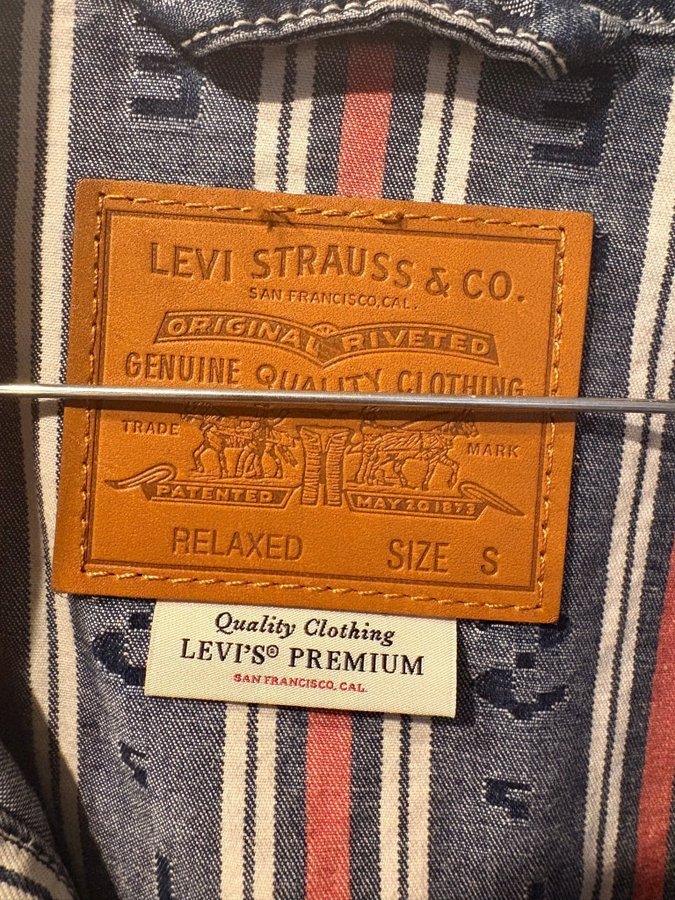 LEVI STRAUSS & CO.
SAN FRANCISCO, CAL.
ORIGINAL RIVETED
GENUINE QUALITY CLOTHING
TRADE MARK
PATENTED MAY 20 1873
RELAXED SIZE S
Quality Clothing
LEVI'S® PREMIUM
SAN FRANCISCO, CAL.